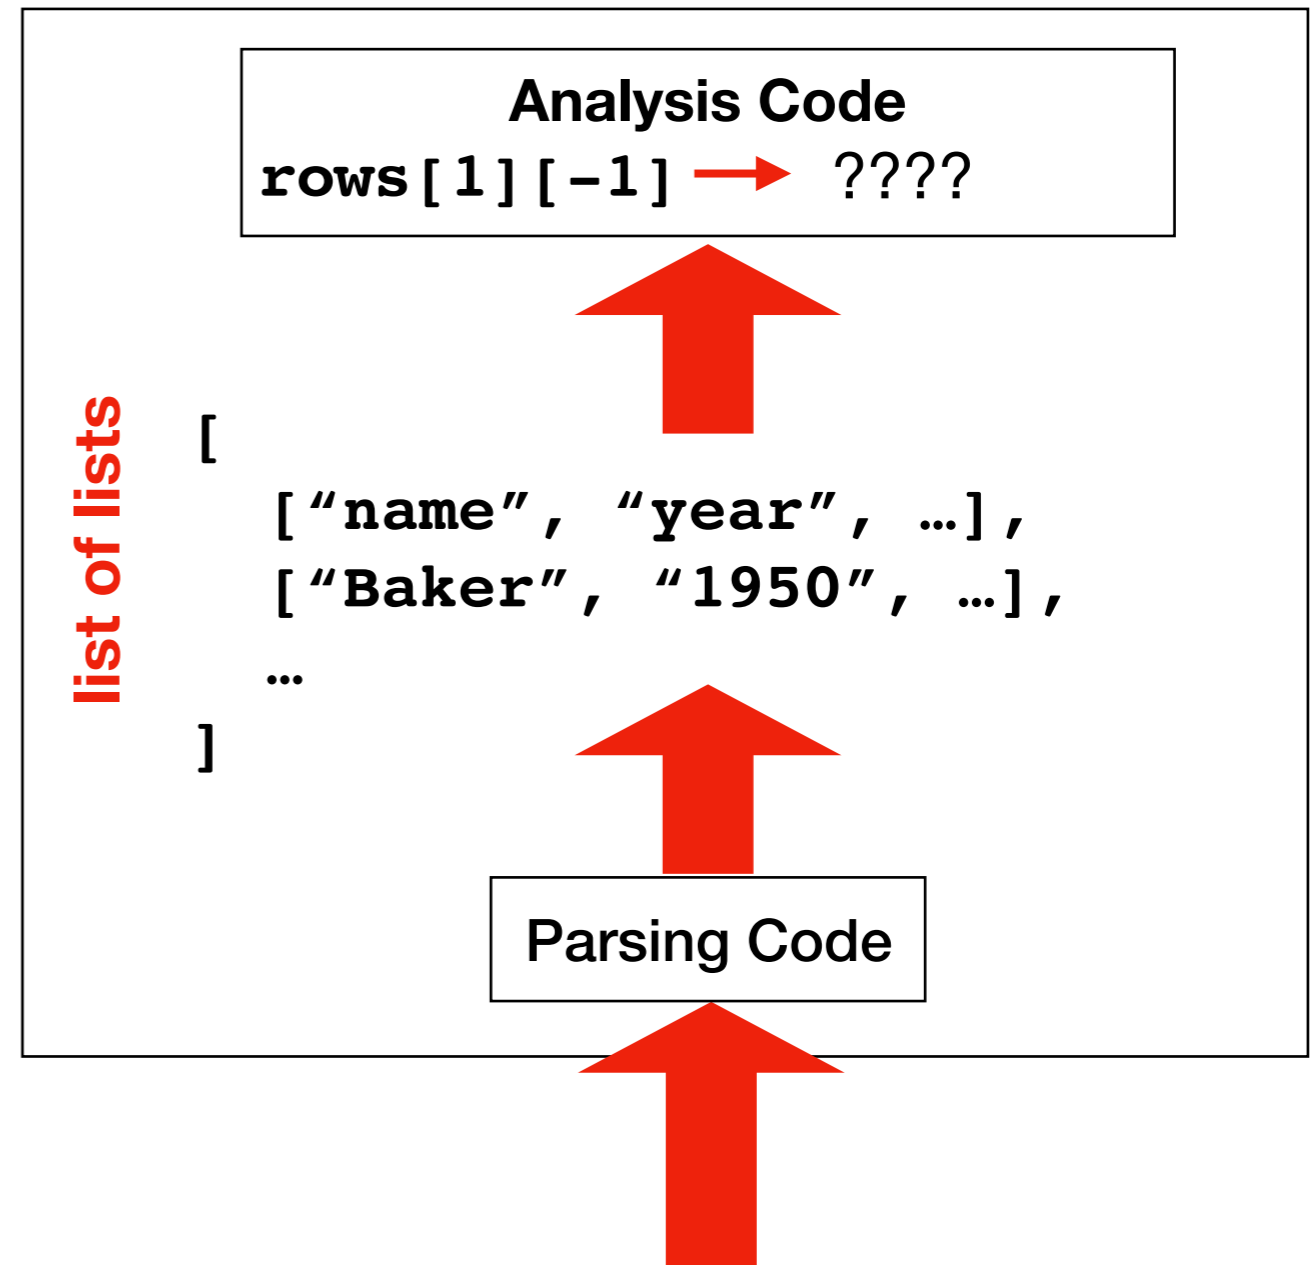 Analysis Code
rows[1][-1] → ????
list of lists
[
[“name”, “year”, …],
[“Baker”, “1950”, …],
…
]
Parsing Code